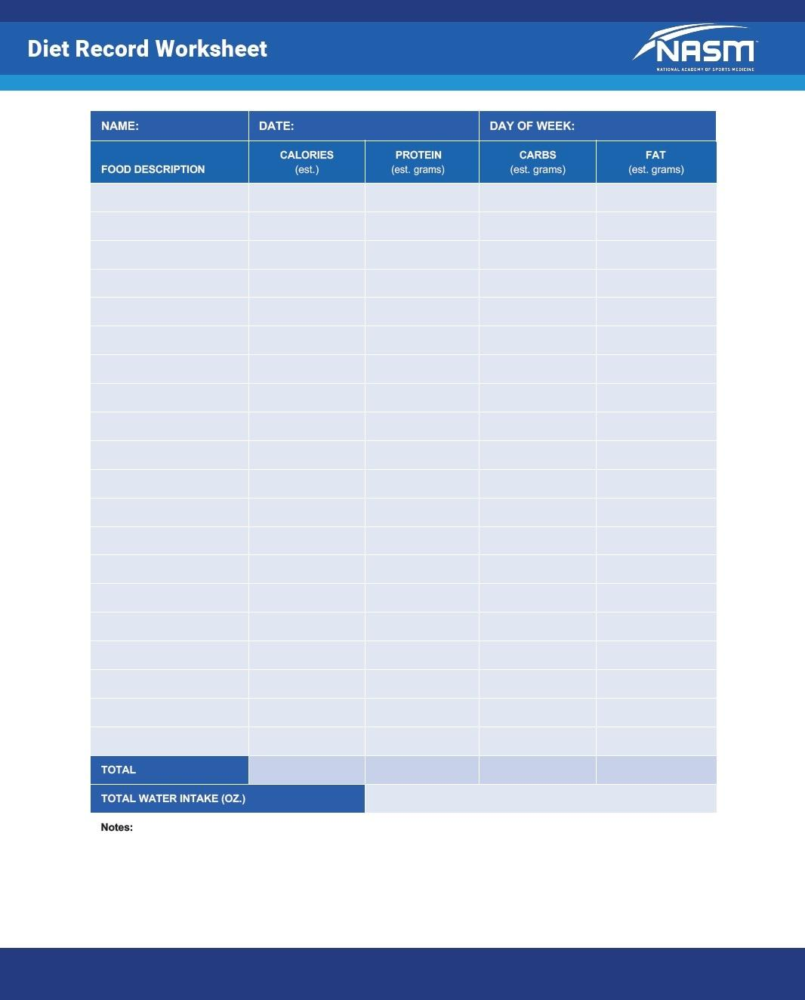 Diet Record Worksheet
NASM
NATIONAL ACADEMY OF SPORTS MEDICINE
NAME: DATE: DAY OF WEEK:
FOOD DESCRIPTION CALORIES (est.) PROTEIN (est. grams) CARBS (est. grams) FAT (est. grams)
TOTAL
TOTAL WATER INTAKE (OZ.)
Notes: